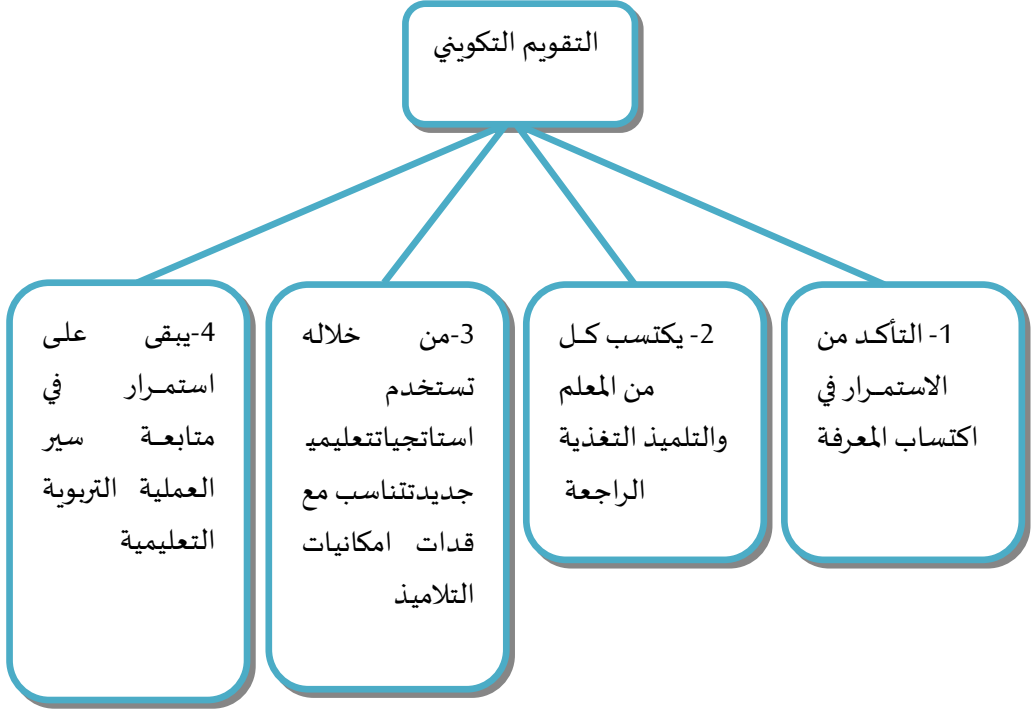 التقويم التكويني
1- التأكد من
الاستمرار في
اكتساب المعرفة
2- يكتسب كل
من المعلم
والتلميذ التغذية
الراجعة
3-من خلاله
تستخدم
استاتجياتتعليمي
جديدتتناسب مع
قدات امكانيات
التلاميذ
4-يبقى على
استمرار في
متابعة سير
العملية التربوية
التعليمية